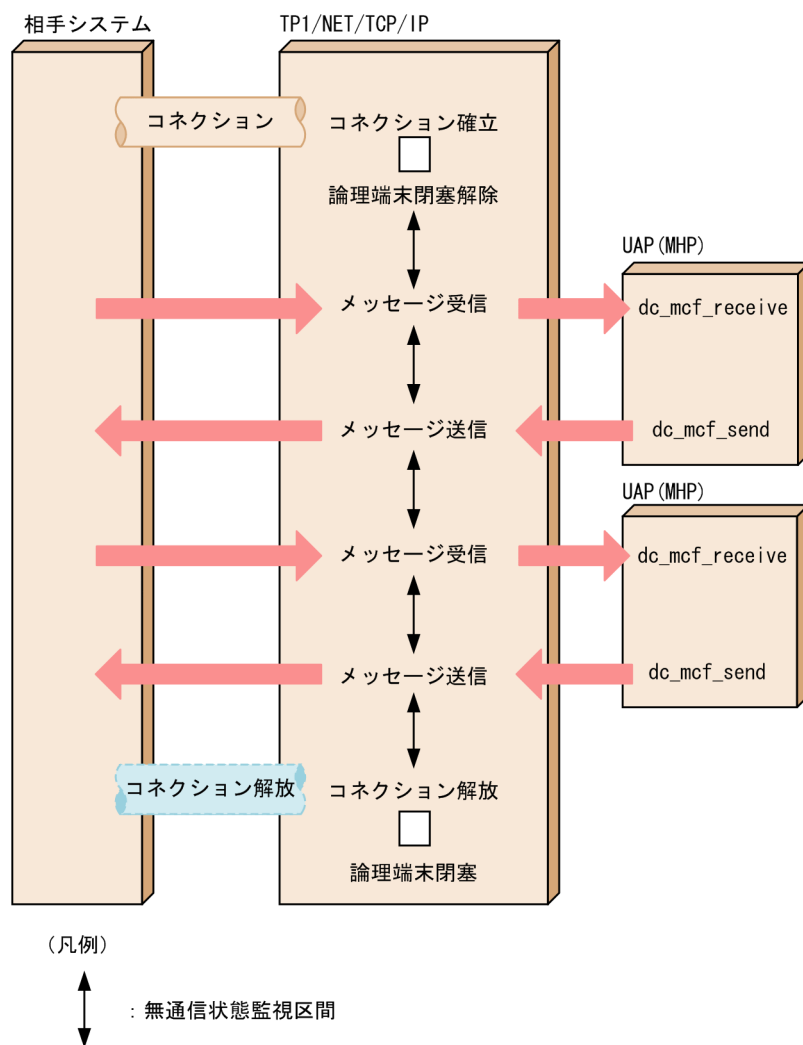 相手システム
TP1/NET/TCP/IP
コネクション
コネクション確立
論理端末閉塞解除
UAP(MHP)
メッセージ受信
dc_mcf_receive
メッセージ送信
dc_mcf_send
UAP(MHP)
メッセージ受信
dc_mcf_receive
メッセージ送信
dc_mcf_send
コネクション解放
コネクション解放
論理端末閉塞
(凡例)
:無通信状態監視区間